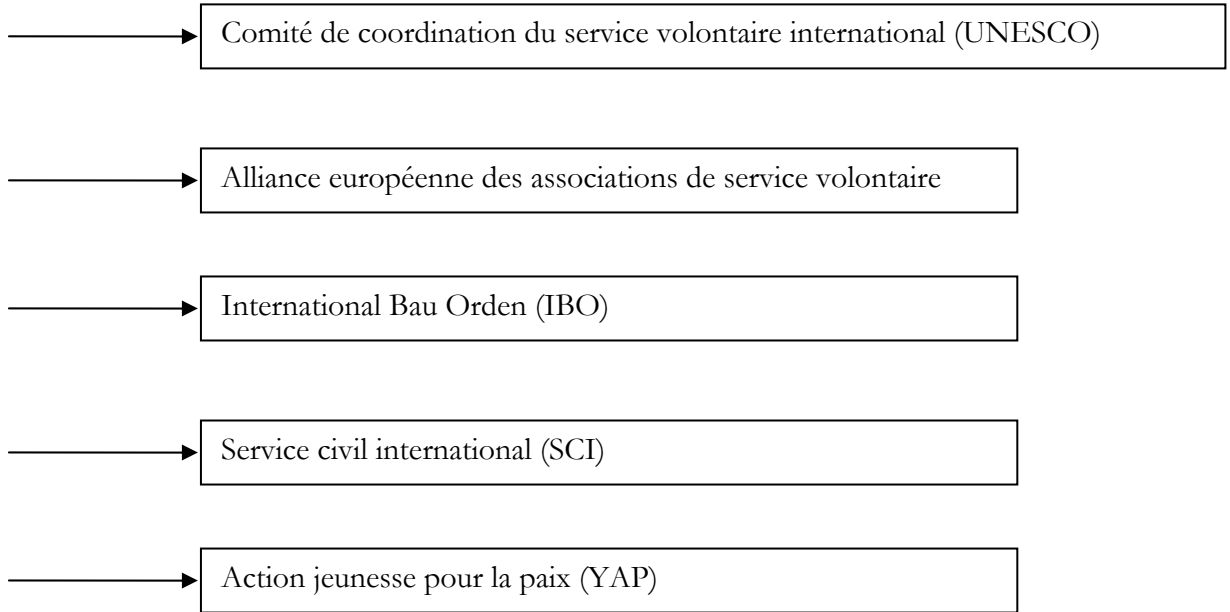 Comité de coordination du service volontaire international (UNESCO)
Alliance européenne des associations de service volontaire
International Bau Orden (IBO)
Service civil international (SCI)
Action jeunesse pour la paix (YAP)